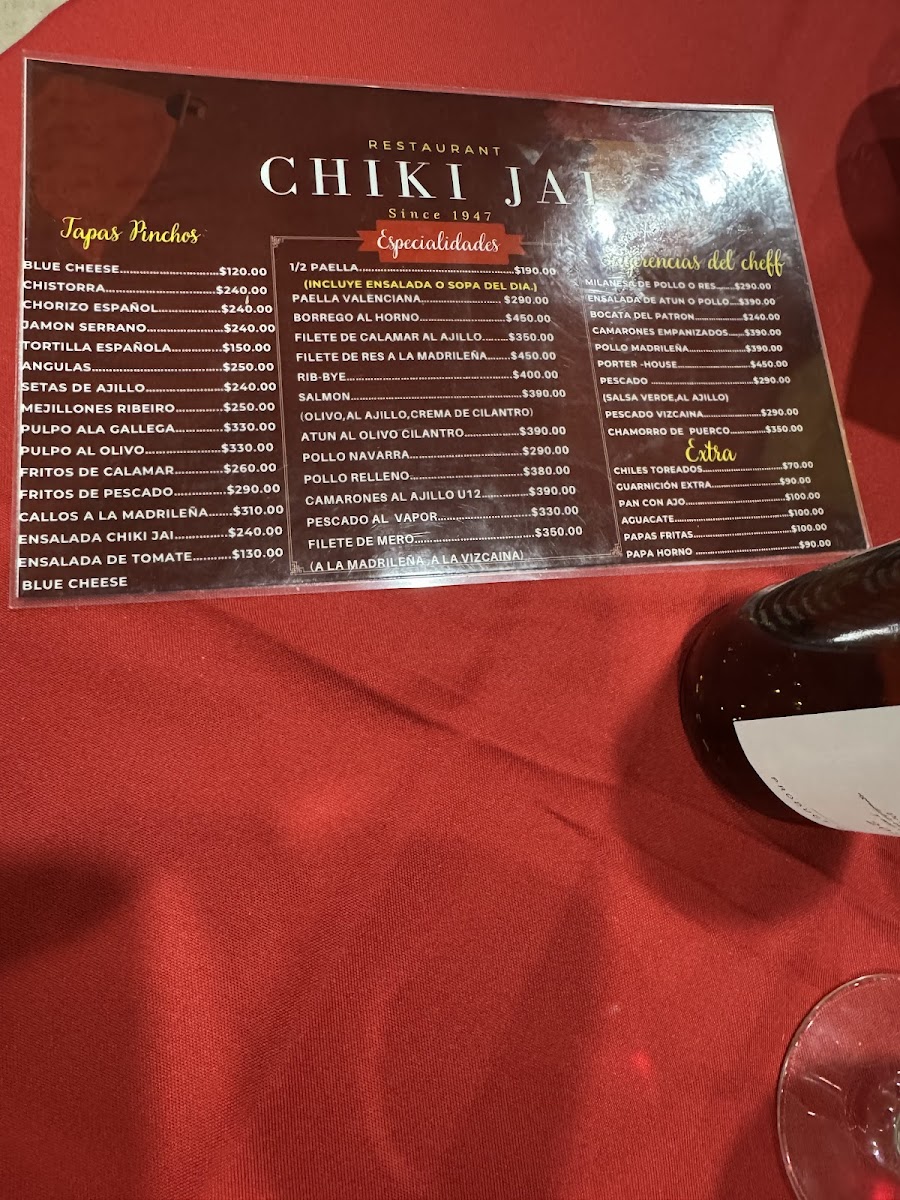 RESTAURANT
CHIKI JAI
Since 1947
Tapas Pinchos
BLUE CHEESE........$120.00
CHISTORRA........$240.00
CHORIZO ESPAÑOL........$240.00
JAMON SERRANO........$240.00
TORTILLA ESPAÑOLA........$150.00
ANGULAS........$250.00
SETAS DE AJILLO........$240.00
MEJILLONES RIBEIRO........$250.00
PULPO ALA GALLEGA........$330.00
PULPO AL OLIVO........$330.00
FRITOS DE CALAMAR........$260.00
FRITOS DE PESCADO........$290.00
CALLOS A LA MADRILEÑA........$310.00
ENSALADA CHIKI JAI........$240.00
ENSALADA DE TOMATE........$130.00
BLUE CHEESE
Especialidades
1/2 PAELLA........$190.00
(INCLUYE ENSALADA O SOPA DEL DIA.)
PAELLA VALENCIANA........$290.00
BORREGO AL HORNO........$450.00
FILETE DE CALAMAR AL AJILLO........$350.00
FILETE DE RES A LA MADRILEÑA........$450.00
RIB-BYE........$400.00
SALMON........$390.00
(OLIVO,AL AJILLO,CREMA DE CILANTRO)
ATUN AL OLIVO CILANTRO........$390.00
POLLO NAVARRA........$290.00
POLLO RELLENO........$380.00
CAMARONES AL AJILLO U12........$390.00
PESCADO AL VAPOR........$330.00
FILETE DE MERO........$350.00
(A LA MADRILEÑA ,A LA VIZCAINA)
del cheff
MILANESA DE POLLO O RES........$290.00
ENSALADA DE ATUN O POLLO........$390.00
BOCATA DEL PATRON........$240.00
CAMARONES EMPANIZADOS........$390.00
POLLO MADRILEÑA........$390.00
PORTER -HOUSE........$450.00
PESCADO ........$290.00
(SALSA VERDE,AL AJILLO)
PESCADO VIZCAINA........$290.00
CHAMORRO DE PUERCO........$350.00
Extra
CHILES TOREADOS........$70.00
GUARNICIÓN EXTRA........$90.00
PAN CON AJO........$100.00
AGUACATE........$100.00
PAPAS FRITAS........$100.00
PAPA HORNO ........$90.00